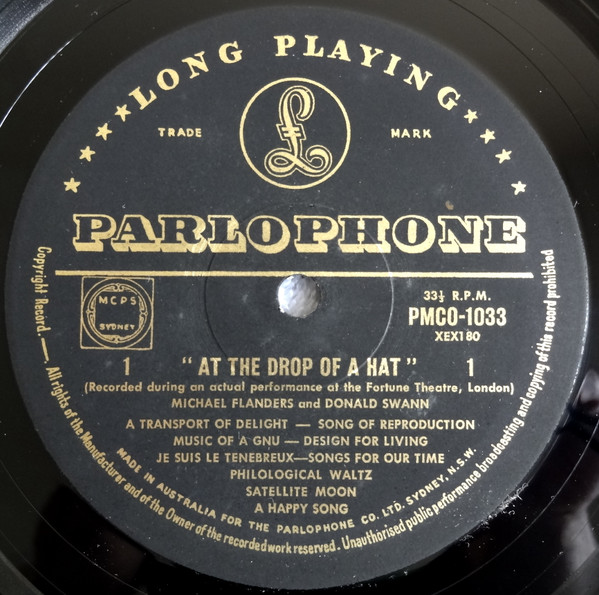 LONG PLAYING
TRADE £ MARK
PARLOPHONE
MCPS
SYDNEY
33⅓ R.P.M.
PMCO-1033
XEX180
1 "AT THE DROP OF A HAT" 1
(Recorded during an actual performance at the Fortune Theatre, London)
MICHAEL FLANDERS and DONALD SWANN
A TRANSPORT OF DELIGHT — SONG OF REPRODUCTION
MUSIC OF A GNU — DESIGN FOR LIVING
JE SUIS LE TENEBREUX—SONGS FOR OUR TIME
PHILOLOGICAL WALTZ
SATELLITE MOON
A HAPPY SONG
MADE IN AUSTRALIA FOR THE PARLOPHONE CO. LTD. SYDNEY, N.S.W.
Copyright Record. —. All rights of the Manufacturer and of the Owner of the recorded work reserved. Unauthorised public performance broadcasting and copying of this record prohibited